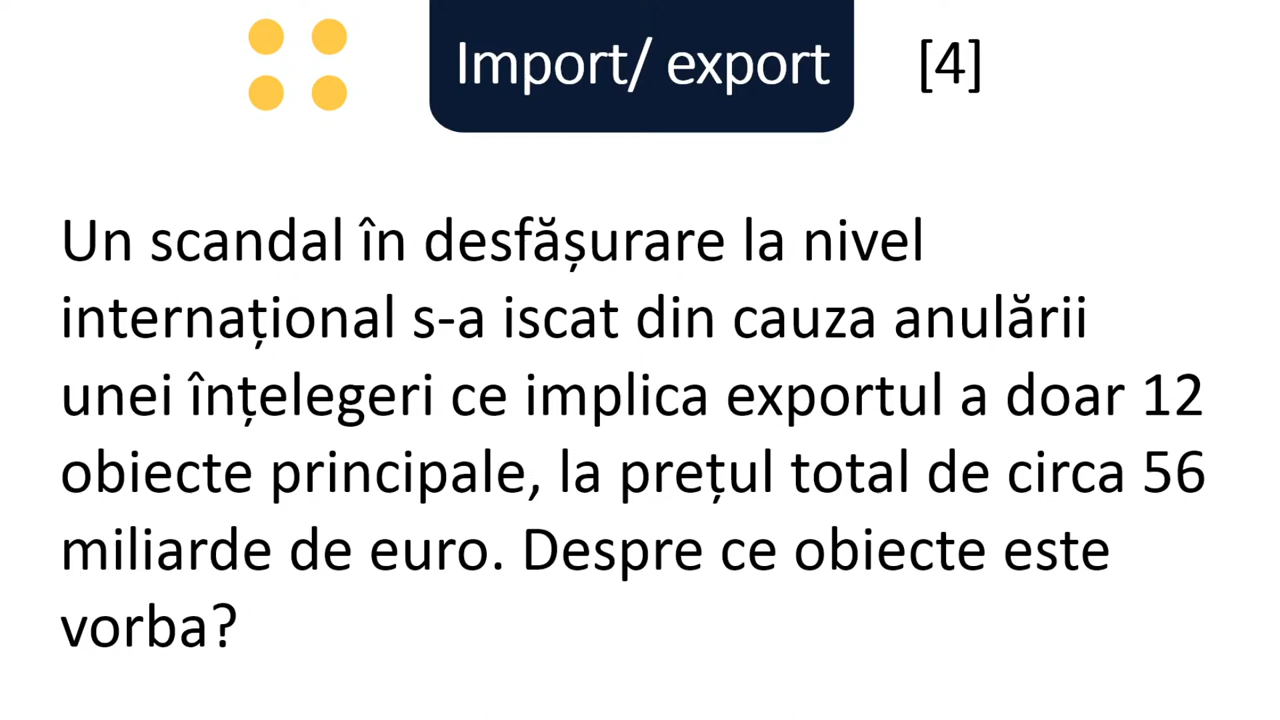 Import/ export
[4]
Un scandal în desfășurare la nivel
internațional s-a iscat din cauza anulării
unei înțelegeri ce implica exportul a doar 12
obiecte principale, la prețul total de circa 56
miliarde de euro. Despre ce obiecte este
vorba?